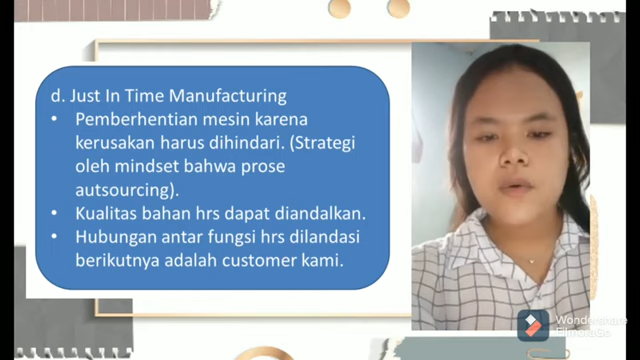 d. Just In Time Manufacturing
• Pemberhentian mesin karena
kerusakan harus dihindari. (Strategi
oleh mindset bahwa prose
autsourcing).
• Kualitas bahan hrs dapat diandalkan.
• Hubungan antar fungsi hrs dilandasi
berikutnya adalah customer kami.
Wondershare
FilmoraGo